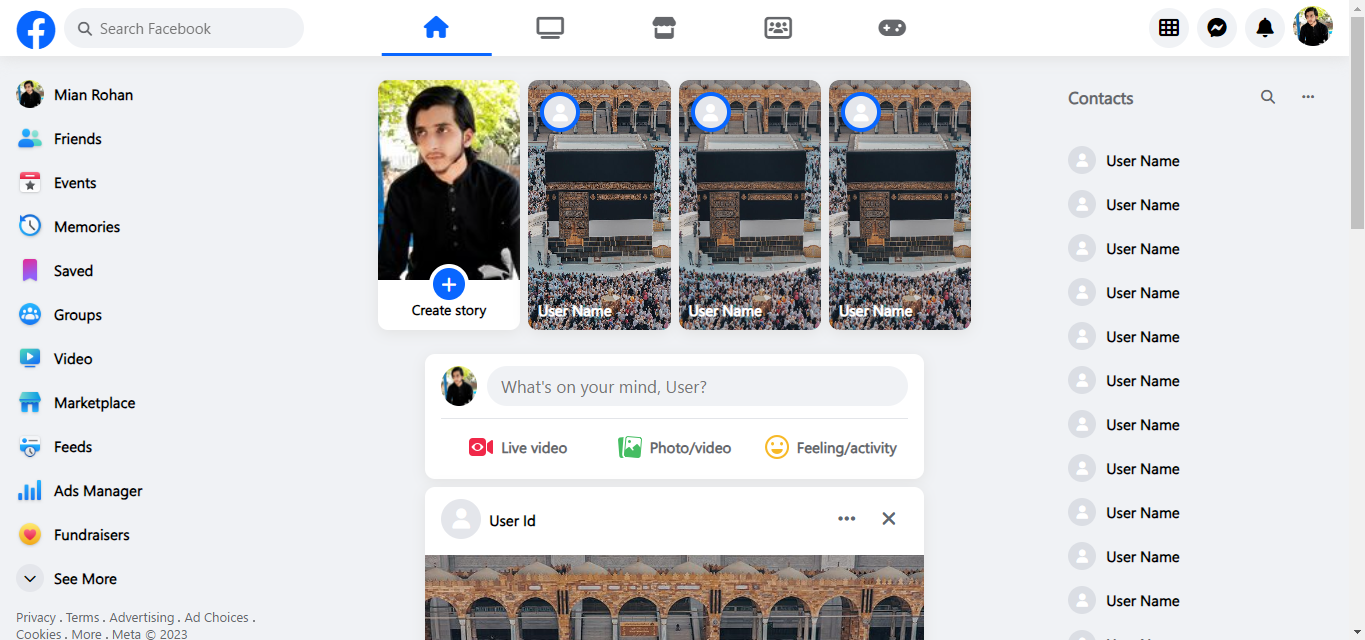 Search Facebook
Mian Rohan
Friends
Events
Memories
Saved
Groups
Video
Marketplace
Feeds
Ads Manager
Fundraisers
See More
Privacy . Terms . Advertising . Ad Choices .
Cookies . More . Meta © 2023
Create story
User Name
User Name
User Name
What's on your mind, User?
Live video
Photo/video
Feeling/activity
User Id
Contacts
User Name
User Name
User Name
User Name
User Name
User Name
User Name
User Name
User Name
User Name
User Name